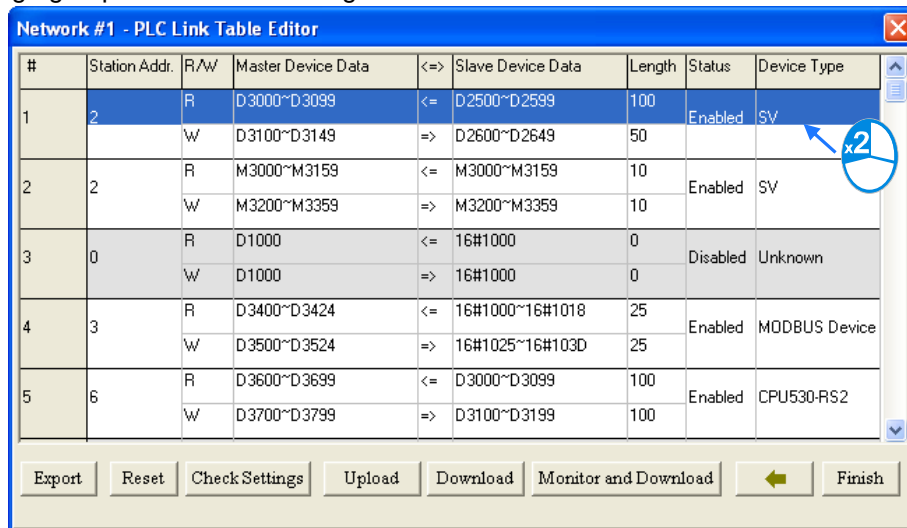 Network #1 - PLC Link Table Editor
# Station Addr. R/W Master Device Data <=> Slave Device Data Length Status Device Type
1 2 R D3000~D3099 <= D2500~D2599 100 Enabled SV
W D3100~D3149 => D2600~D2649 50
x2
2 2 R M3000~M3159 <= M3000~M3159 10 Enabled SV
W M3200~M3359 => M3200~M3359 10
3 0 R D1000 <= 16#1000 0 Disabled Unknown
W D1000 => 16#1000 0
4 3 R D3400~D3424 <= 16#1000~16#1018 25 Enabled MODBUS Device
W D3500~D3524 => 16#1025~16#103D 25
5 6 R D3600~D3699 <= D3000~D3099 100 Enabled CPU530-RS2
W D3700~D3799 => D3100~D3199 100
Export Reset Check Settings Upload Download Monitor and Download Finish